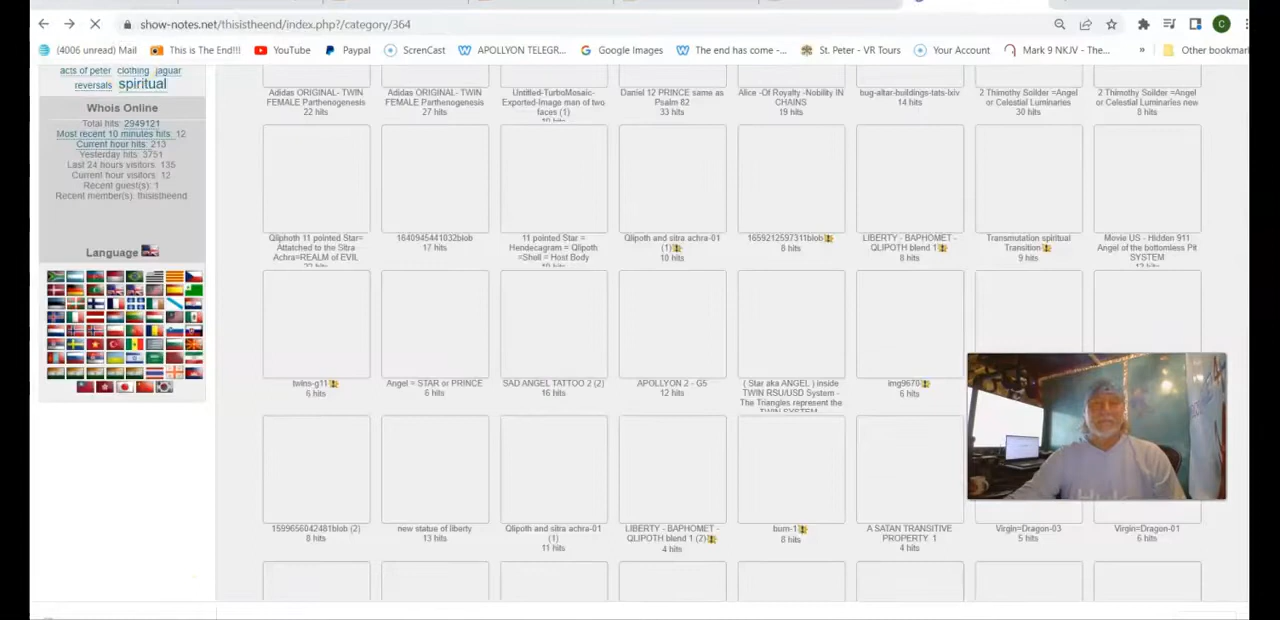 show-notes.net/thisistheend/index.php?/category/364
C
(4006 unread) Mail
This is The End!!!
YouTube
Paypal
ScrenCast
APOLLYON TELEGR...
Google Images
The end has come -...
St. Peter - VR Tours
Your Account
Mark 9 NKJV - The...
»
Other bookmar
acts of peter clothing jaguar
reversals spiritual
Whois Online
Total hits: 2949121
Most recent 10 minutes hits: 12
Current hour hits: 213
Yesterday hits: 3751
Last 24 hours visitors: 135
Current hour visitors: 12
Recent guest(s): 1
Recent member(s): thisistheend
Language
Adidas ORIGINAL- TWIN
FEMALE Parthenogenesis
22 hits
Adidas ORIGINAL- TWIN
FEMALE Parthenogenesis
27 hits
Untitled-TurboMosaic-
Exported-Image man of two
faces (1)
Daniel 12 PRINCE same as
Psalm 82
33 hits
Alice -Of Royalty -Nobility IN
CHAINS
19 hits
bug-altar-buildings-tats-lxiv
14 hits
2 Thimothy Soilder =Angel
or Celestial Luminaries
30 hits
2 Thimothy Soilder =Angel
or Celestial Luminaries new
8 hits
Qliphoth 11 pointed Star=
Attatched to the Sitra
Achra=REALM of EVIL
1640945441032blob
17 hits
11 pointed Star =
Hendecagram = Qlipoth
=Shell = Host Body
Qlipoth and sitra achra-01
(1)
10 hits
1659212597311blob
8 hits
LIBERTY - BAPHOMET -
QLIPOTH blend 1
8 hits
Transmutation spiritual
Transition
9 hits
Movie US - Hidden 911
Angel of the bottomless Pit
SYSTEM
twins-g11
6 hits
Angel = STAR or PRINCE
6 hits
SAD ANGEL TATTOO 2 (2)
16 hits
APOLLYON 2 - G5
12 hits
( Star aka ANGEL ) inside
TWIN RSU/USD System -
The Triangles represent the
TWIN SYSTEM
img9670
6 hits
1599656042481blob (2)
8 hits
new statue of liberty
13 hits
Qlipoth and sitra achra-01
(1)
11 hits
LIBERTY - BAPHOMET -
QLIPOTH blend 1 (2)
4 hits
bum-1
8 hits
A SATAN TRANSITIVE
PROPERTY 1
4 hits
Virgin=Dragon-03
5 hits
Virgin=Dragon-01
6 hits